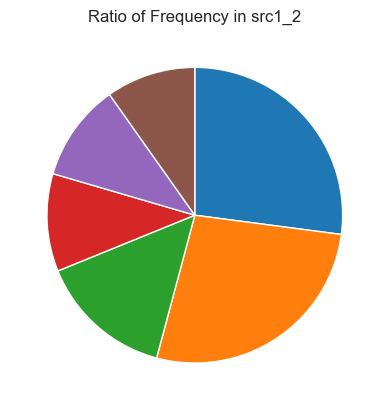 Ratio of Frequency in src1_2